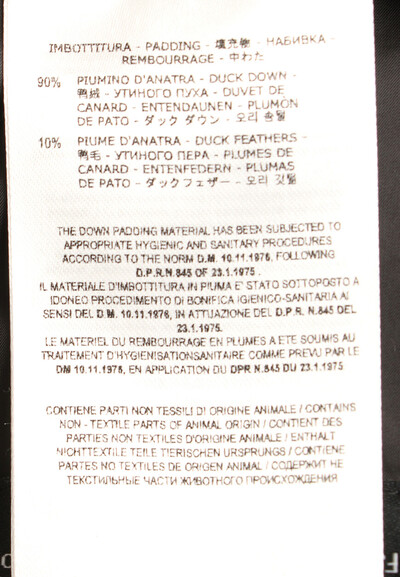 IMBOTTITURA - PADDING - 填充物 - НАБИВКА -
REMBOURRAGE - 中わた
90% PIUMINO D'ANATRA - DUCK DOWN -
鸭绒 - УТИНОГО ПУХА - DUVET DE
CANARD - ENTENDAUNEN - PLUMON
DE PATO - ダック ダウン - 오리 솜털
10% PIUME D'ANATRA - DUCK FEATHERS -
鸭毛 - УТИНОГО ПЕРА - PLUMES DE
CANARD - ENTENFEDERN - PLUMAS
DE PATO - ダックフェザー - 오리 깃털
THE DOWN PADDING MATERIAL HAS BEEN SUBJECTED TO
APPROPRIATE HYGIENIC AND SANITARY PROCEDURES
ACCORDING TO THE NORM D.M. 10.11.1976, FOLLOWING
D.P.R.N.845 OF 23.1.1975 .
IL MATERIALE D'IMBOTTITURA IN PIUMA E' STATO SOTTOPOSTO A
IDONEO PROCEDIMENTO DI BONIFICA IGIENICO-SANITARIA AI
SENSI DEL D.M. 10.11.1976, IN ATTUAZIONE DEL D.P.R. N.845 DEL
23.1.1975.
LE MATERIEL DU REMBOURRAGE EN PLUMES A ETE SOUMIS AU
TRAITEMENT D'HYGIENISATIONSANITAIRE COMME PREVU PAR LE
DM 10.11.1976, EN APPLICATION DU DPR N.845 DU 23.1.1975
CONTIENE PARTI NON TESSILI DI ORIGINE ANIMALE / CONTAINS
NON - TEXTILE PARTS OF ANIMAL ORIGIN / CONTIENT DES
PARTIES NON TEXTILES D'ORIGINE ANIMALE / ENTHALT
NICHTTEXTILE TEILE TIERISCHEN URSPRUNGS / CONTIENE
PARTES NO TEXTILES DE ORIGEN ANIMAL / СОДЕРЖИТ НЕ
ТЕКСТИЛЬНЫЕ ЧАСТИ ЖИВОТНОГО ПРОИСХОЖДЕНИЯ